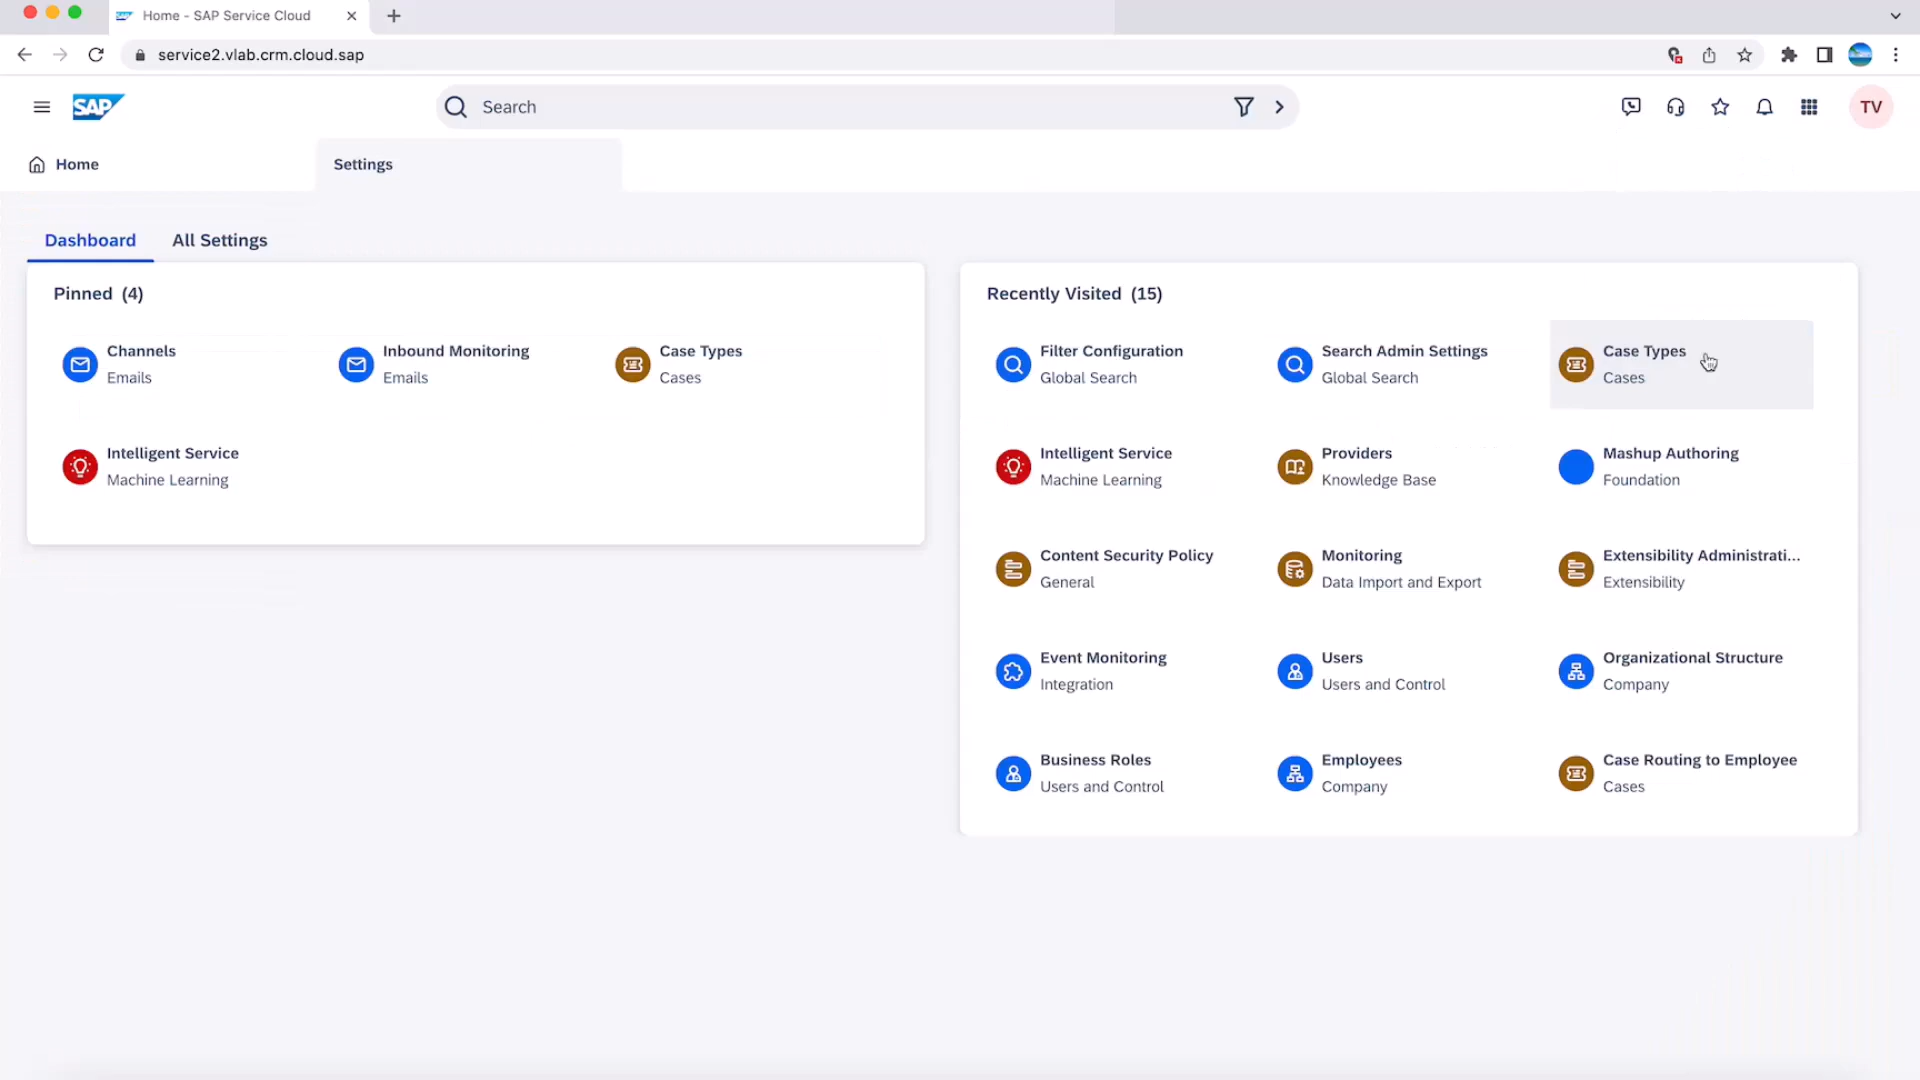 Home - SAP Service Cloud
service2.vlab.crm.cloud.sap
SAP
Search
TV
Home
Settings
Dashboard
All Settings
Pinned (4)
Channels
Emails
Inbound Monitoring
Emails
Case Types
Cases
Intelligent Service
Machine Learning
Recently Visited (15)
Filter Configuration
Global Search
Search Admin Settings
Global Search
Case Types
Cases
Intelligent Service
Machine Learning
Providers
Knowledge Base
Mashup Authoring
Foundation
Content Security Policy
General
Monitoring
Data Import and Export
Extensibility Administrati...
Extensibility
Event Monitoring
Integration
Users
Users and Control
Organizational Structure
Company
Business Roles
Users and Control
Employees
Company
Case Routing to Employee
Cases